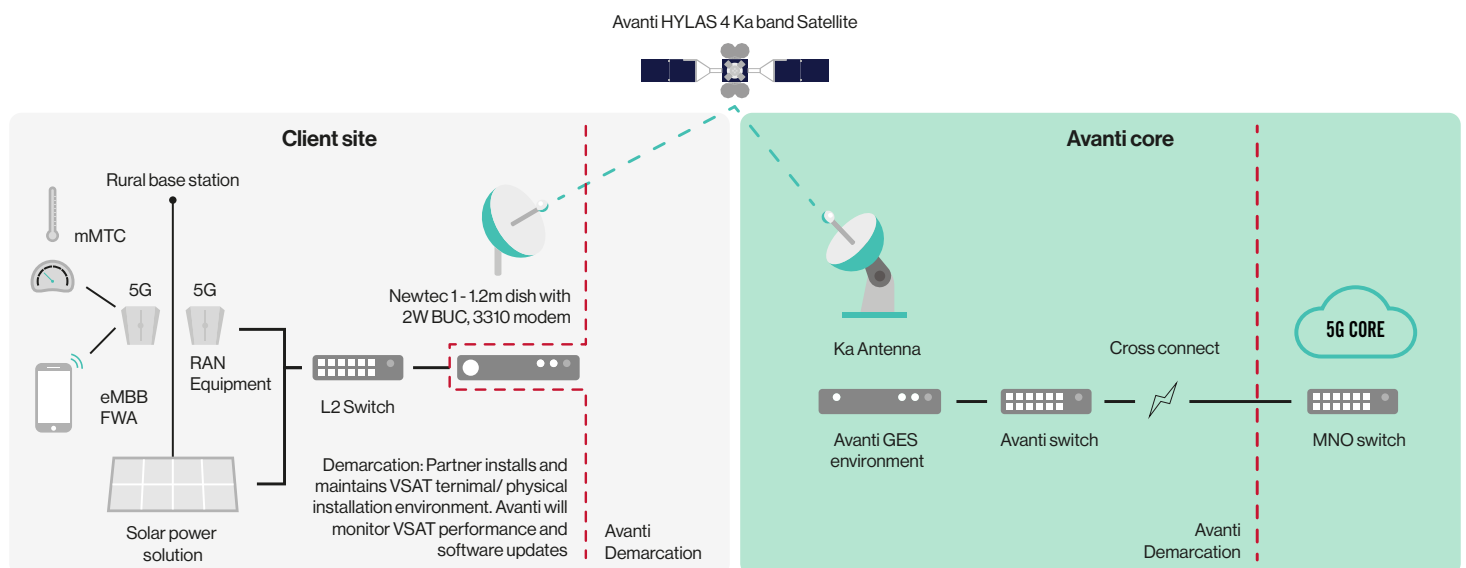 Avanti HYLAS 4 Ka band Satellite
Client site
Rural base station
mMTC
5G
5G
RAN
Equipment
eMBB
FWA
L2 Switch
Newtec 1 - 1.2m dish with
2W BUC, 3310 modem
Solar power
solution
Demarcation: Partner installs and
maintains VSAT ternimal/ physical
installation environment. Avanti will
monitor VSAT performance and
software updates
Avanti
Demarcation
Avanti core
Ka Antenna
Avanti GES
environment
Avanti switch
Cross connect
5G CORE
MNO switch
Avanti
Demarcation